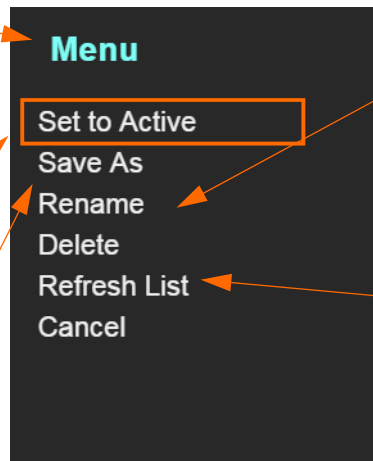 Menu
Set to Active
Save As
Rename
Delete
Refresh List
Cancel